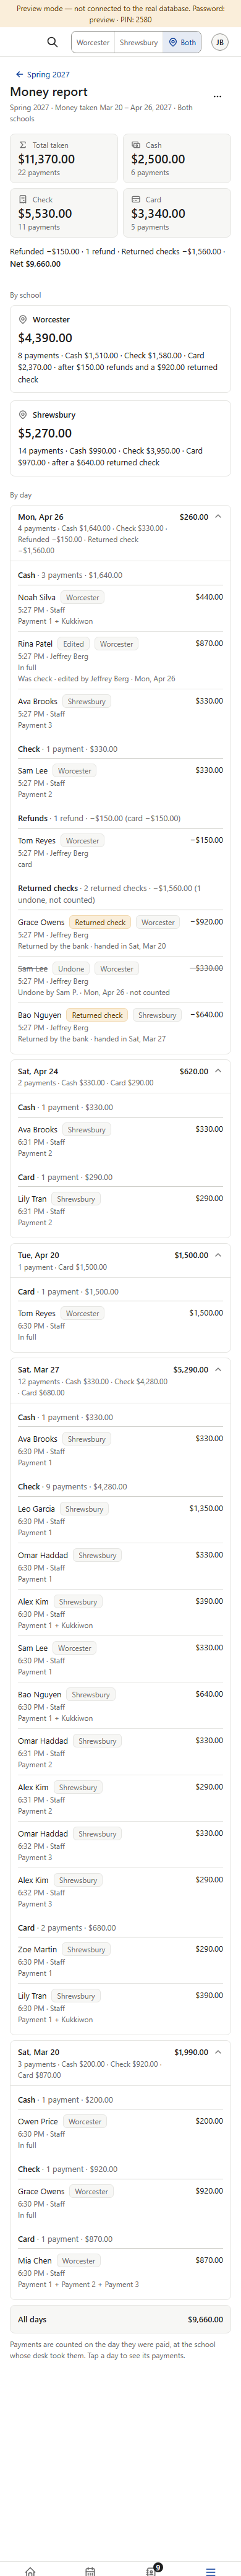 Preview mode — not connected to the real database. Password:
preview · PIN: 2580
Worcester
Shrewsbury
Both
JB
← Spring 2027
Money report
Spring 2027 · Money taken Mar 20 – Apr 26, 2027 · Both
schools
Total taken
$11,370.00
22 payments
Cash
$2,500.00
6 payments
Check
$5,530.00
11 payments
Card
$3,340.00
5 payments
Refunded −$150.00 · 1 refund · Returned checks −$1,560.00 ·
Net $9,660.00
By school
Worcester
$4,390.00
8 payments · Cash $1,510.00 · Check $1,580.00 · Card
$2,370.00 · after $150.00 refunds and a $920.00 returned
check
Shrewsbury
$5,270.00
14 payments · Cash $990.00 · Check $3,950.00 · Card
$970.00 · after a $640.00 returned check
By day
Mon, Apr 26 $260.00
4 payments · Cash $1,640.00 · Check $330.00 ·
Refunded −$150.00 · Returned check
−$1,560.00
Cash · 3 payments · $1,640.00
Noah Silva Worcester $440.00
5:27 PM · Staff
Payment 1 + Kukkiwon
Rina Patel Edited Worcester $870.00
5:27 PM · Jeffrey Berg
In full
Was check · edited by Jeffrey Berg · Mon, Apr 26
Ava Brooks Shrewsbury $330.00
5:27 PM · Staff
Payment 3
Check · 1 payment · $330.00
Sam Lee Worcester $330.00
5:27 PM · Staff
Payment 2
Refunds · 1 refund · −$150.00 (card −$150.00)
Tom Reyes Worcester −$150.00
5:27 PM · Jeffrey Berg
card
Returned checks · 2 returned checks · −$1,560.00 (1
undone, not counted)
Grace Owens Returned check Worcester −$920.00
5:27 PM · Jeffrey Berg
Returned by the bank · handed in Sat, Mar 20
Sam Lee Undone Worcester −$330.00
5:27 PM · Jeffrey Berg
Undone by Sam P. · Mon, Apr 26 · not counted
Bao Nguyen Returned check Shrewsbury −$640.00
5:27 PM · Jeffrey Berg
Returned by the bank · handed in Sat, Mar 27
Sat, Apr 24 $620.00
2 payments · Cash $330.00 · Card $290.00
Cash · 1 payment · $330.00
Ava Brooks Shrewsbury $330.00
6:31 PM · Staff
Payment 2
Card · 1 payment · $290.00
Lily Tran Shrewsbury $290.00
6:31 PM · Staff
Payment 2
Tue, Apr 20 $1,500.00
1 payment · Card $1,500.00
Card · 1 payment · $1,500.00
Tom Reyes Worcester $1,500.00
6:30 PM · Staff
In full
Sat, Mar 27 $5,290.00
12 payments · Cash $330.00 · Check $4,280.00
· Card $680.00
Cash · 1 payment · $330.00
Ava Brooks Shrewsbury $330.00
6:30 PM · Staff
Payment 1
Check · 9 payments · $4,280.00
Leo Garcia Shrewsbury $1,350.00
6:30 PM · Staff
Payment 1
Omar Haddad Shrewsbury $330.00
6:30 PM · Staff
Payment 1
Alex Kim Shrewsbury $390.00
6:30 PM · Staff
Payment 1 + Kukkiwon
Sam Lee Worcester $330.00
6:30 PM · Staff
Payment 1
Bao Nguyen Shrewsbury $640.00
6:30 PM · Staff
Payment 1 + Kukkiwon
Omar Haddad Shrewsbury $330.00
6:31 PM · Staff
Payment 2
Alex Kim Shrewsbury $290.00
6:31 PM · Staff
Payment 2
Omar Haddad Shrewsbury $330.00
6:32 PM · Staff
Payment 3
Alex Kim Shrewsbury $290.00
6:32 PM · Staff
Payment 3
Card · 2 payments · $680.00
Zoe Martin Shrewsbury $290.00
6:30 PM · Staff
Payment 1
Lily Tran Shrewsbury $390.00
6:30 PM · Staff
Payment 1 + Kukkiwon
Sat, Mar 20 $1,990.00
3 payments · Cash $200.00 · Check $920.00 ·
Card $870.00
Cash · 1 payment · $200.00
Owen Price Worcester $200.00
6:30 PM · Staff
In full
Check · 1 payment · $920.00
Grace Owens Worcester $920.00
6:30 PM · Staff
In full
Card · 1 payment · $870.00
Mia Chen Worcester $870.00
6:30 PM · Staff
Payment 1 + Payment 2 + Payment 3
All days $9,660.00
Payments are counted on the day they were paid, at the school
whose desk took them. Tap a day to see its payments.
9